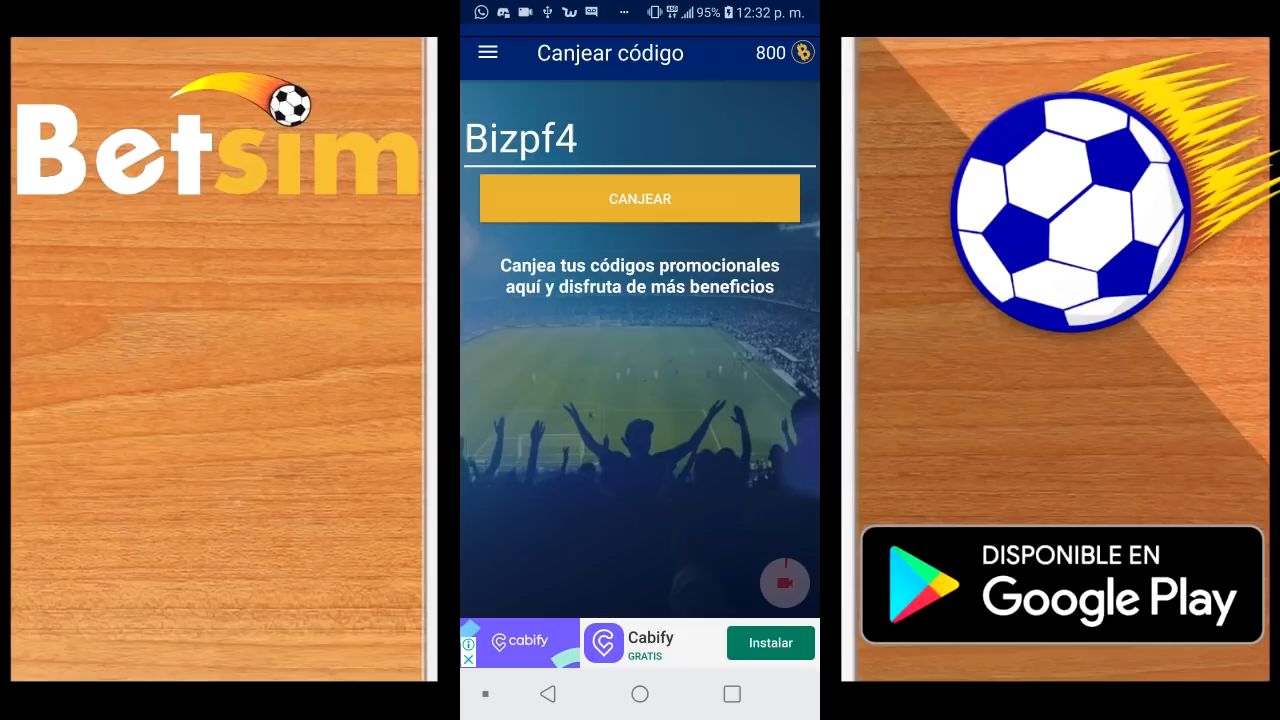 Betsim
95% 12:32 p. m.
Canjear código
800
Bizpf4
CANJEAR
Canjea tus códigos promocionales
aquí y disfruta de más beneficios
cabify
Cabify
GRATIS
Instalar
DISPONIBLE EN
Google Play